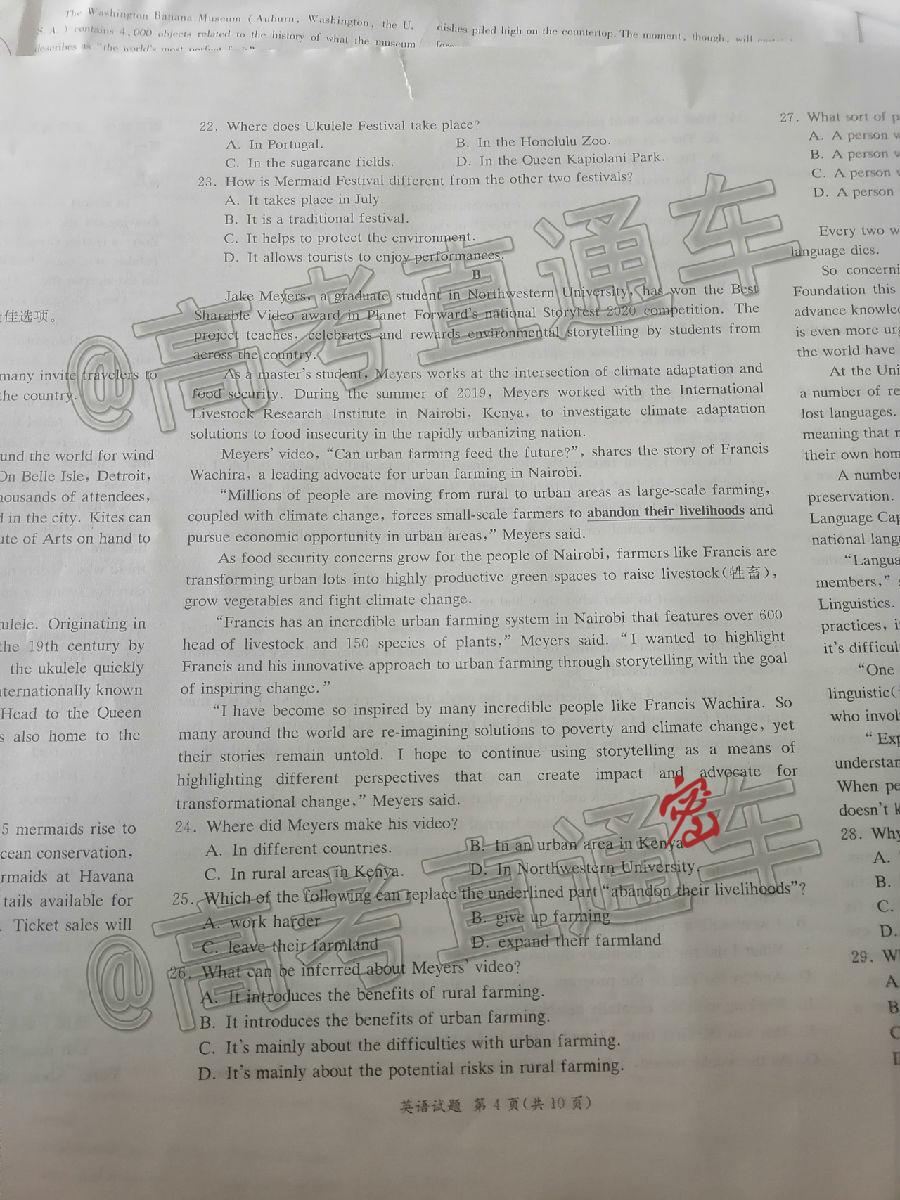 The Washington Banana Museum (Auburn, Washington, the U.
S. A.) contains 4,000 objects related to the history of what the museum
describes as "the world's most
dishes piled high on the countertop. The moment, though, will
22. Where does Ukulele Festival take place?
A. In Portugal.
B. In the Honolulu Zoo.
C. In the sugarcane fields.
D. In the Queen Kapiolani Park.
23. How is Mermaid Festival different from the other two festivals?
A. It takes place in July
B. It is a traditional festival.
C. It helps to protect the environment.
D. It allows tourists to enjoy performances.
B
Jake Meyers, a graduate student in Northwestern University, has won the Best
Sharable Video award in Planet Forward's national Storyfest 2020 competition. The
project teaches, celebrates and rewards environmental storytelling by students from
across the country.
As a master's student, Meyers works at the intersection of climate adaptation and
food security. During the summer of 2019, Meyers worked with the International
Livestock Research Institute in Nairobi, Kenya, to investigate climate adaptation
solutions to food insecurity in the rapidly urbanizing nation.
Meyers' video, "Can urban farming feed the future?", shares the story of Francis
Wachira, a leading advocate for urban farming in Nairobi.
"Millions of people are moving from rural to urban areas as large-scale farming,
coupled with climate change, forces small-scale farmers to abandon their livelihoods and
pursue economic opportunity in urban areas," Meyers said.
As food security concerns grow for the people of Nairobi, farmers like Francis are
transforming urban lots into highly productive green spaces to raise livestock(牲畜),
grow vegetables and fight climate change.
"Francis has an incredible urban farming system in Nairobi that features over 600
head of livestock and 150 species of plants," Meyers said. "I wanted to highlight
Francis and his innovative approach to urban farming through storytelling with the goal
of inspiring change."
"I have become so inspired by many incredible people like Francis Wachira. So
many around the world are re-imagining solutions to poverty and climate change, yet
their stories remain untold. I hope to continue using storytelling as a means of
highlighting different perspectives that can create impact and advocate for
transformational change," Meyers said.
24. Where did Meyers make his video?
A. In different countries.
B. In an urban area in Kenya
C. In rural areas in Kenya.
D. In Northwestern University.
25. Which of the following can replace the underlined part "abandon their livelihoods"?
A. work harder
B. give up farming
C. leave their farmland
D. expand their farmland
26. What can be inferred about Meyers' video?
A. It introduces the benefits of rural farming.
B. It introduces the benefits of urban farming.
C. It's mainly about the difficulties with urban farming.
D. It's mainly about the potential risks in rural farming.
英语试题 第4页(共10页)
佳选项。
many invite travelers to
the country.
und the world for wind
On Belle Isle, Detroit,
housands of attendees,
d in the city. Kites can
ute of Arts on hand to
ulele. Originating in
the 19th century by
the ukulele quickly
nternationally known
Head to the Queen
s also home to the
5 mermaids rise to
cean conservation,
rmaids at Havana
tails available for
. Ticket sales will
27. What sort of p
A. A person w
B. A person w
C. A person w
D. A person
Every two w
language dies.
So concerni
Foundation this
advance knowle
is even more urg
the world have
At the Uni
a number of re
lost languages.
meaning that
their own hom
A number
preservation.
Language Cap
national lang
"Langua
members,"
Linguistics.
practices, i
it's difficul
"One
linguistic(
who invol
"Exp
understan
When pe
doesn't k
28. Why
A.
B.
C.
D.
29. W
A
B
C
D
@高考直通车
@高考直通车